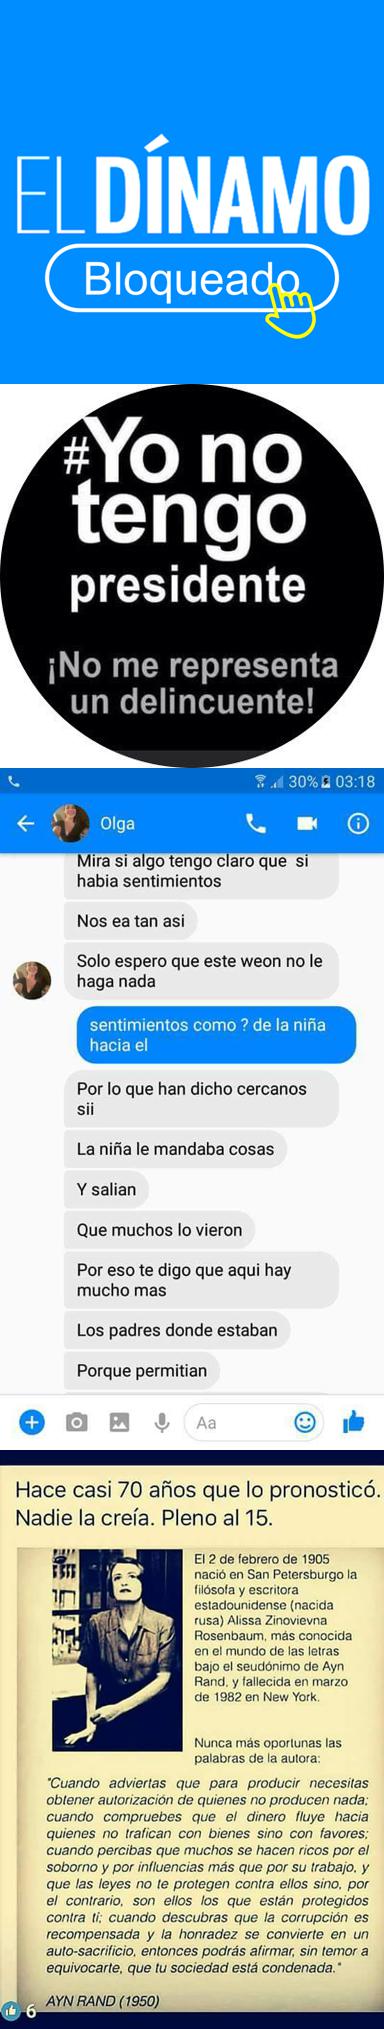 EL DÍNAMO
Bloqueado
#Yo no
tengo
presidente
¡No me representa
un delincuente!
30% 03:18
Olga
Mira si algo tengo claro que si
habia sentimientos
Nos ea tan asi
Solo espero que este weon no le
haga nada
sentimientos como ? de la niña
hacia el
Por lo que han dicho cercanos
sii
La niña le mandaba cosas
Y salian
Que muchos lo vieron
Por eso te digo que aqui hay
mucho mas
Los padres donde estaban
Porque permitian
Aa
Hace casi 70 años que lo pronosticó.
Nadie la creía. Pleno al 15.
El 2 de febrero de 1905
nació en San Petersburgo la
filósofa y escritora
estadounidense (nacida
rusa) Alissa Zinovievna
Rosenbaum, más conocida
en el mundo de las letras
bajo el seudónimo de Ayn
Rand, y fallecida en marzo
de 1982 en New York.
Nunca más oportunas las
palabras de la autora:
"Cuando adviertas que para producir necesitas
obtener autorización de quienes no producen nada;
cuando compruebes que el dinero fluye hacia
quienes no trafican con bienes sino con favores;
cuando percibas que muchos se hacen ricos por el
soborno y por influencias más que por su trabajo, y
que las leyes no te protegen contra ellos sino, por
el contrario, son ellos los que están protegidos
contra ti; cuando descubras que la corrupción es
recompensada y la honradez se convierte en un
auto-sacrificio, entonces podrás afirmar, sin temor a
equivocarte, que tu sociedad está condenada."
6 AYN RAND (1950)